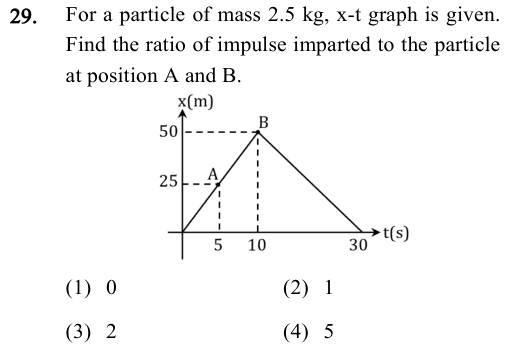 29. For a particle of mass 2.5 kg, x-t graph is given.
Find the ratio of impulse imparted to the particle
at position A and B.
x(m)
50
B
25
A
5 10 30
t(s)
(1) 0 (2) 1
(3) 2 (4) 5